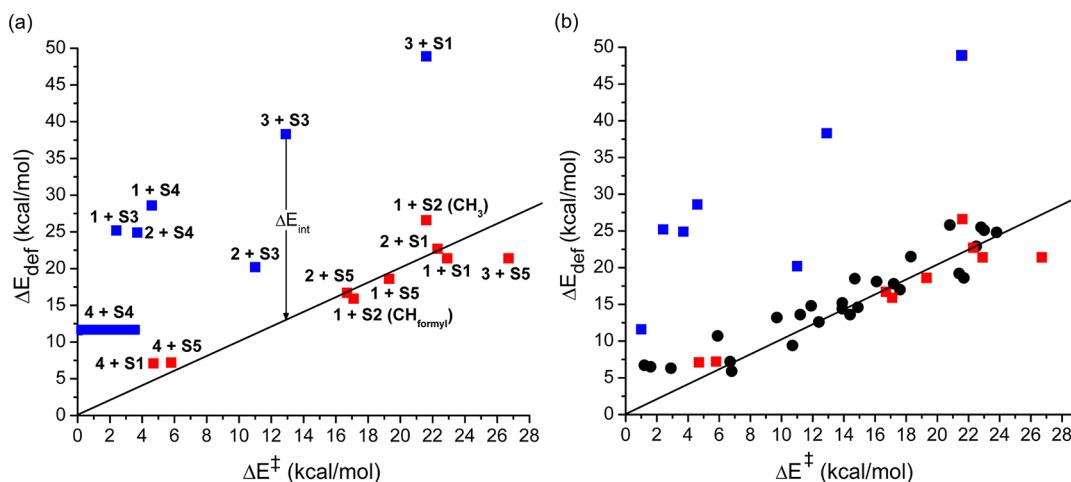 (a)
ΔE_def (kcal/mol)
50
45
40
35
30
25
20
15
10
5
0
3 + S1
3 + S3
1 + S4
1 + S3
2 + S4
ΔE_int
1 + S2 (CH₃)
2 + S3
2 + S1
1 + S1
3 + S5
2 + S5
1 + S5
1 + S2 (CH_formyl)
4 + S4
4 + S5
4 + S1
0 2 4 6 8 10 12 14 16 18 20 22 24 26 28
ΔE‡ (kcal/mol)
(b)
ΔE_def (kcal/mol)
50
45
40
35
30
25
20
15
10
5
0
0 2 4 6 8 10 12 14 16 18 20 22 24 26 28
ΔE‡ (kcal/mol)